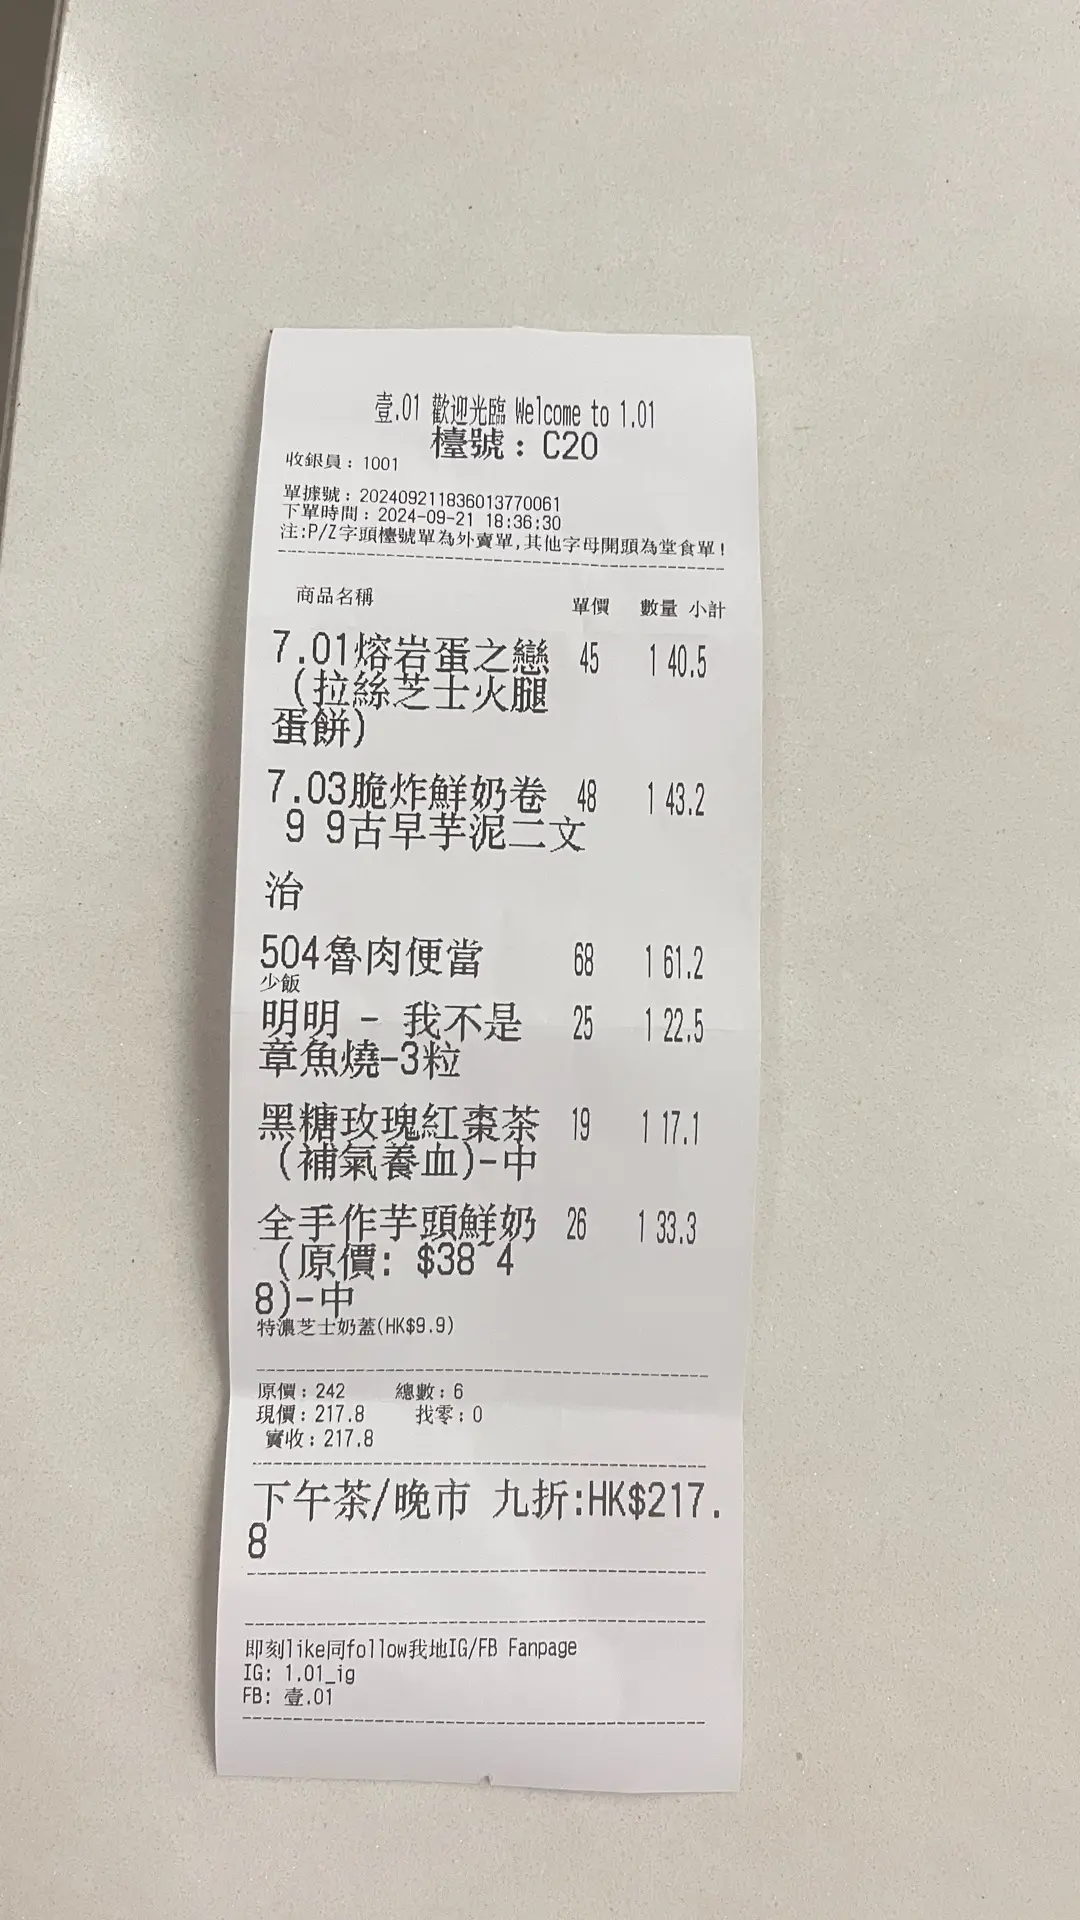 壹.01 歡迎光臨 Welcome to 1.01
檯號：C20
收銀員：1001
單據號：202409211836013770061
下單時間：2024-09-21 18:36:30
注:P/Z字頭檯號單為外賣單,其他字母開頭為堂食單!
商品名稱 單價 數量 小計
7.01熔岩蛋之戀 45 1 40.5
(拉絲芝士火腿
蛋餅)
7.03脆炸鮮奶卷 48 1 43.2
9 9古早芋泥二文
治
504魯肉便當 68 1 61.2
少飯
明明 - 我不是 25 1 22.5
章魚燒-3粒
黑糖玫瑰紅棗茶 19 1 17.1
(補氣養血)-中
全手作芋頭鮮奶 26 1 33.3
(原價: $38~4
8)-中
特濃芝士奶蓋(HK$9.9)
原價：242 總數：6
現價：217.8 找零：0
實收：217.8
下午茶/晚市 九折:HK$217.
8
即刻like同follow我地IG/FB Fanpage
IG: 1.01_ig
FB: 壹.01